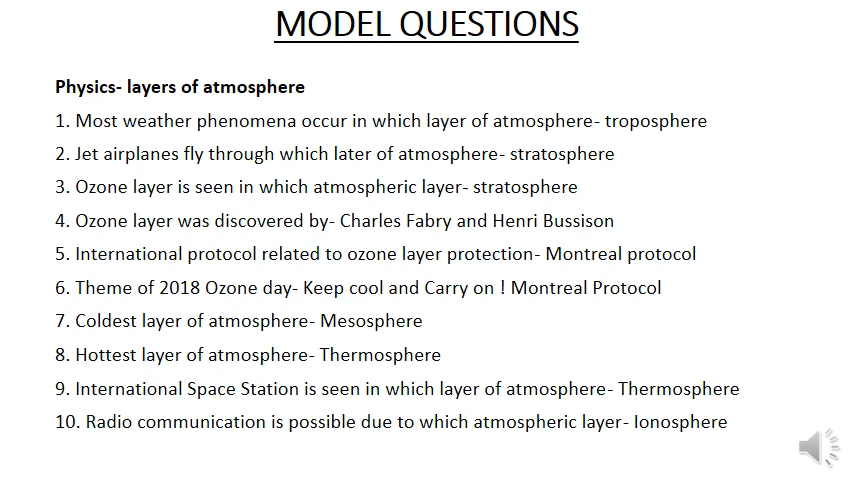 MODEL QUESTIONS
Physics- layers of atmosphere
1. Most weather phenomena occur in which layer of atmosphere- troposphere
2. Jet airplanes fly through which later of atmosphere- stratosphere
3. Ozone layer is seen in which atmospheric layer- stratosphere
4. Ozone layer was discovered by- Charles Fabry and Henri Bussison
5. International protocol related to ozone layer protection- Montreal protocol
6. Theme of 2018 Ozone day- Keep cool and Carry on ! Montreal Protocol
7. Coldest layer of atmosphere- Mesosphere
8. Hottest layer of atmosphere- Thermosphere
9. International Space Station is seen in which layer of atmosphere- Thermosphere
10. Radio communication is possible due to which atmospheric layer- Ionosphere